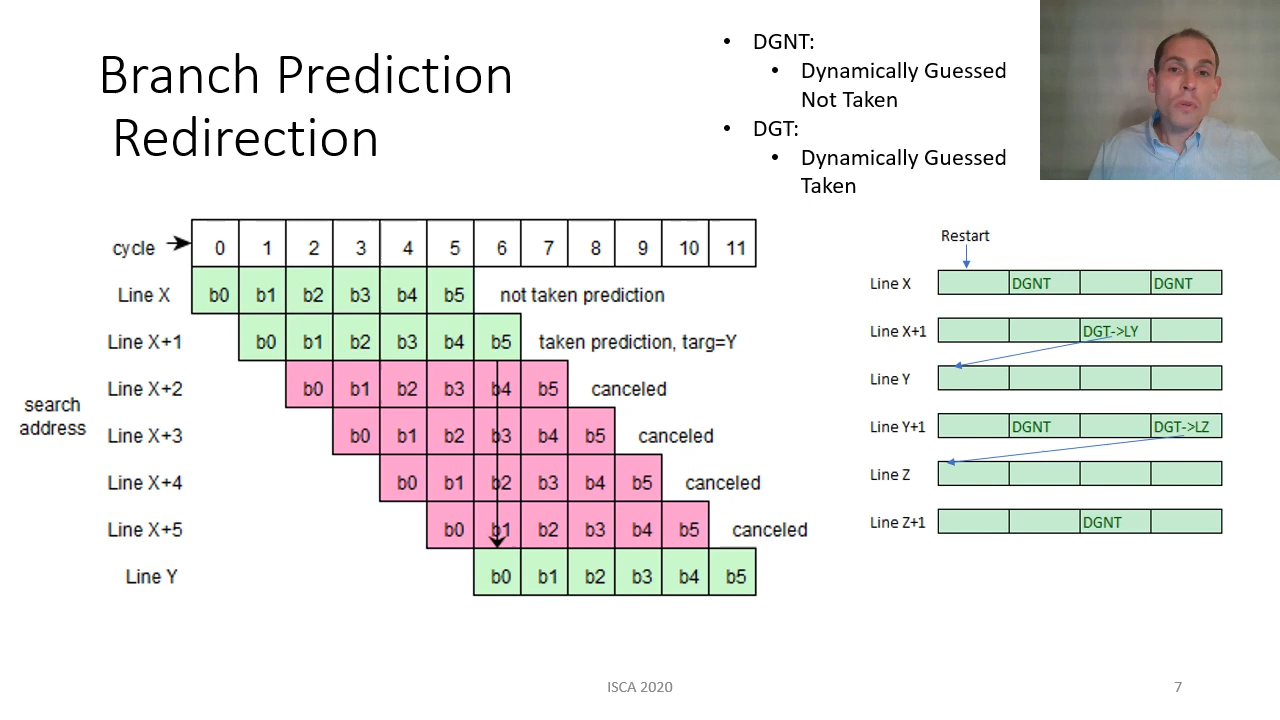 Branch Prediction
Redirection
• DGNT:
• Dynamically Guessed
Not Taken
• DGT:
• Dynamically Guessed
Taken
cycle 0 1 2 3 4 5 6 7 8 9 10 11
Line X b0 b1 b2 b3 b4 b5 not taken prediction
Line X+1 b0 b1 b2 b3 b4 b5 taken prediction, targ=Y
Line X+2 b0 b1 b2 b3 b4 b5 canceled
search
address
Line X+3 b0 b1 b2 b3 b4 b5 canceled
Line X+4 b0 b1 b2 b3 b4 b5 canceled
Line X+5 b0 b1 b2 b3 b4 b5 canceled
Line Y b0 b1 b2 b3 b4 b5
Restart
Line X DGNT DGNT
Line X+1 DGT->LY
Line Y
Line Y+1 DGNT DGT->LZ
Line Z
Line Z+1 DGNT
ISCA 2020
7